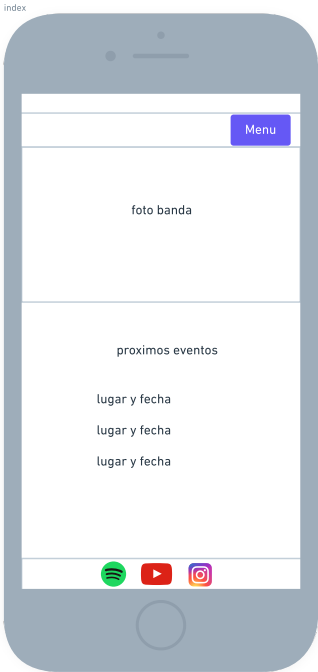 index
Menu
foto banda
proximos eventos
lugar y fecha
lugar y fecha
lugar y fecha